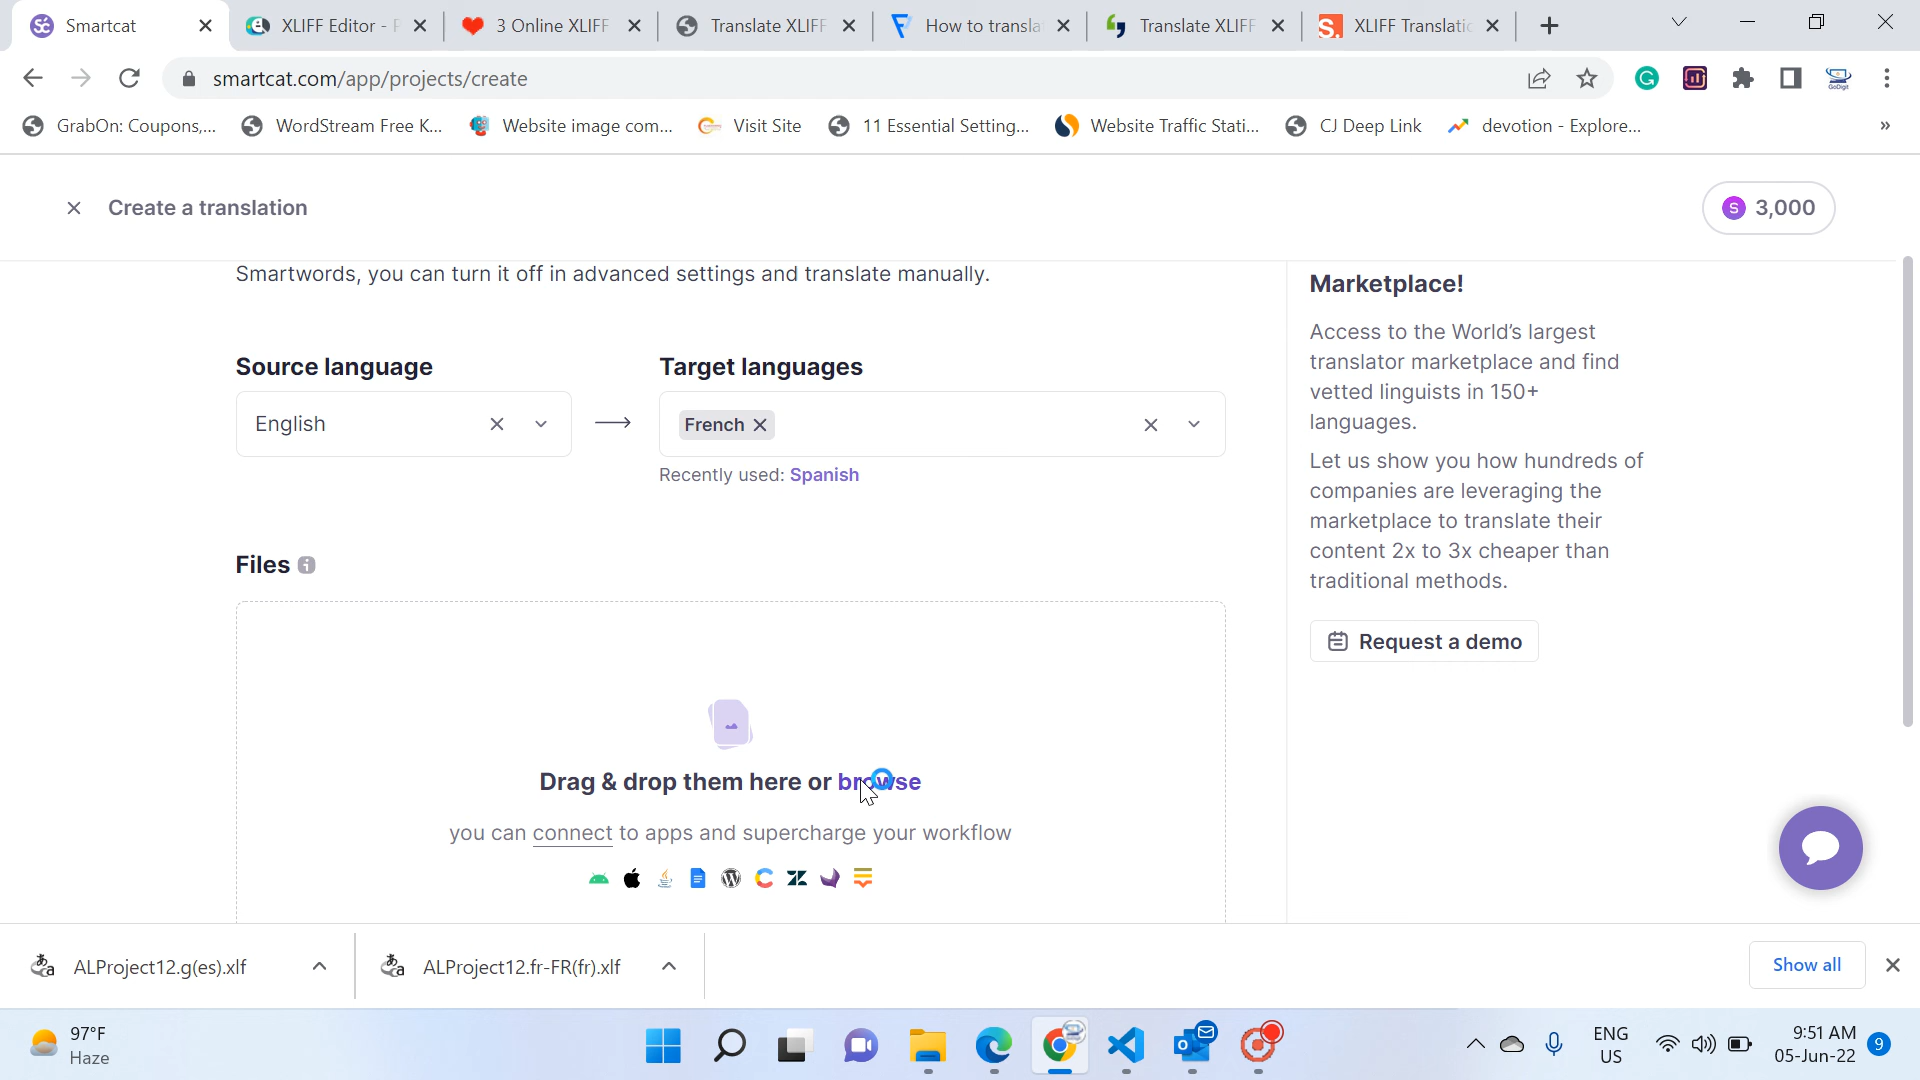 Smartcat
XLIFF Editor - F
3 Online XLIFF
Translate XLIFF
How to transla
Translate XLIFF
XLIFF Translatio
smartcat.com/app/projects/create
GrabOn: Coupons,...
WordStream Free K...
Website image com...
Visit Site
11 Essential Setting...
Website Traffic Stati...
CJ Deep Link
devotion - Explore...
»
Create a translation
S 3,000
Smartwords, you can turn it off in advanced settings and translate manually.
Source language
English
Target languages
French
Recently used: Spanish
Files
Drag & drop them here or browse
you can connect to apps and supercharge your workflow
Marketplace!
Access to the World's largest
translator marketplace and find
vetted linguists in 150+
languages.
Let us show you how hundreds of
companies are leveraging the
marketplace to translate their
content 2x to 3x cheaper than
traditional methods.
Request a demo
ALProject12.g(es).xlf
ALProject12.fr-FR(fr).xlf
Show all
97°F
Haze
ENG
US
9:51 AM
05-Jun-22
9